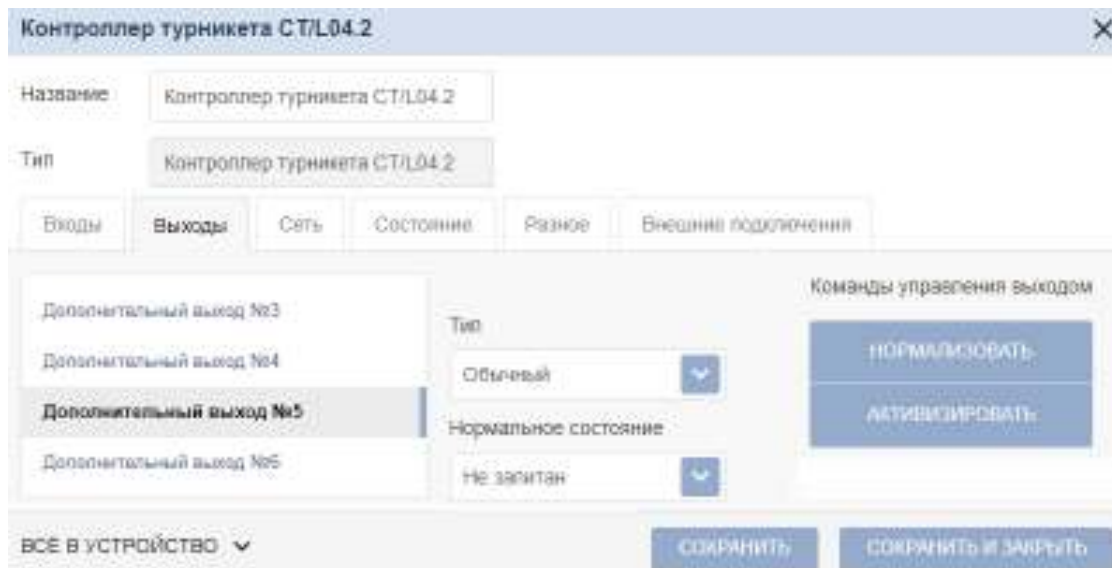 Контроллер турникета CT/L04.2
Название
Контроллер турникета CT/L04.2
Тип
Контроллер турникета CT/L04.2
Входы
Выходы
Сеть
Состояние
Разное
Внешние подключения
Дополнительный выход №3
Дополнительный выход №4
Дополнительный выход №5
Дополнительный выход №6
Тип
Обычный
Нормальное состояние
Не запитан
Команды управления выходом
НОРМАЛИЗОВАТЬ
АКТИВИЗИРОВАТЬ
ВСЕ В УСТРОЙСТВО
СОХРАНИТЬ
СОХРАНИТЬ И ЗАКРЫТЬ